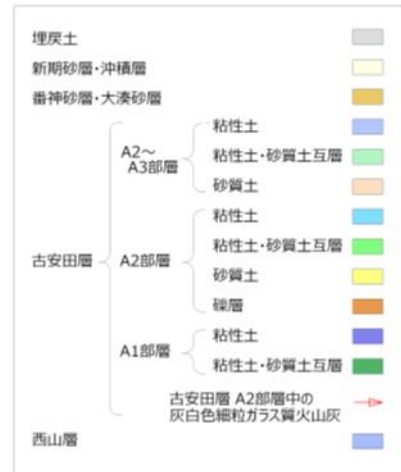 埋戻土
新期砂層・沖積層
番神砂層・大湊砂層
古安田層
A2～
A3部層
粘性土
粘性土・砂質土互層
砂質土
A2部層
粘性土
粘性土・砂質土互層
砂質土
礫層
A1部層
粘性土
粘性土・砂質土互層
古安田層 A2部層中の
灰白色細粒ガラス質火山灰
西山層